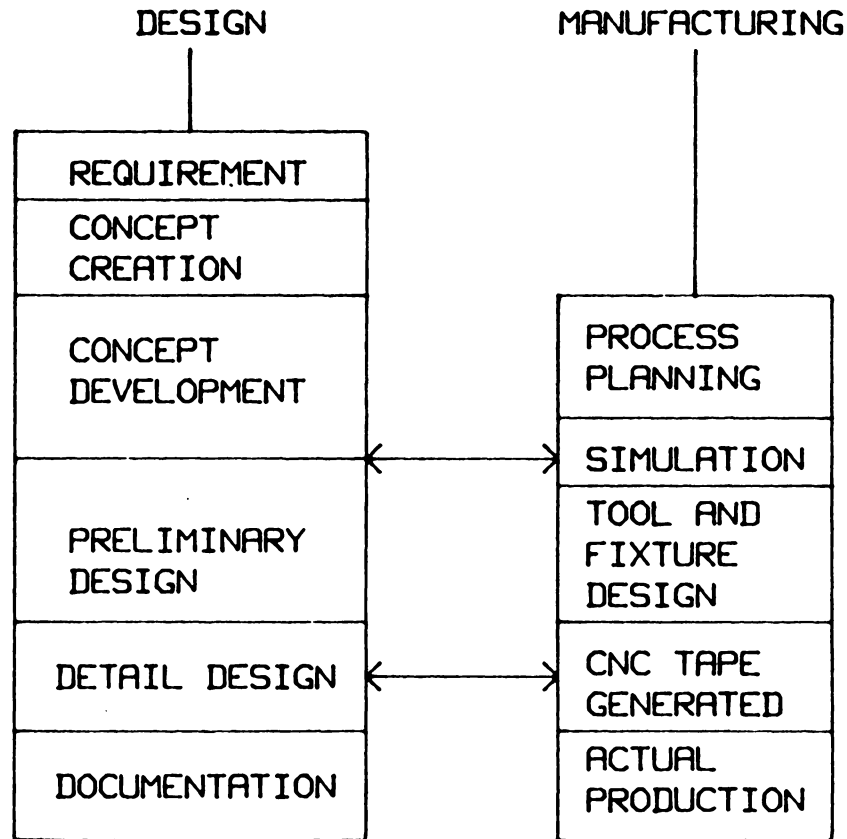 DESIGN
MANUFACTURING
REQUIREMENT
CONCEPT
CREATION
CONCEPT
DEVELOPMENT
PRELIMINARY
DESIGN
DETAIL DESIGN
DOCUMENTATION
PROCESS
PLANNING
SIMULATION
TOOL AND
FIXTURE
DESIGN
CNC TAPE
GENERATED
ACTUAL
PRODUCTION